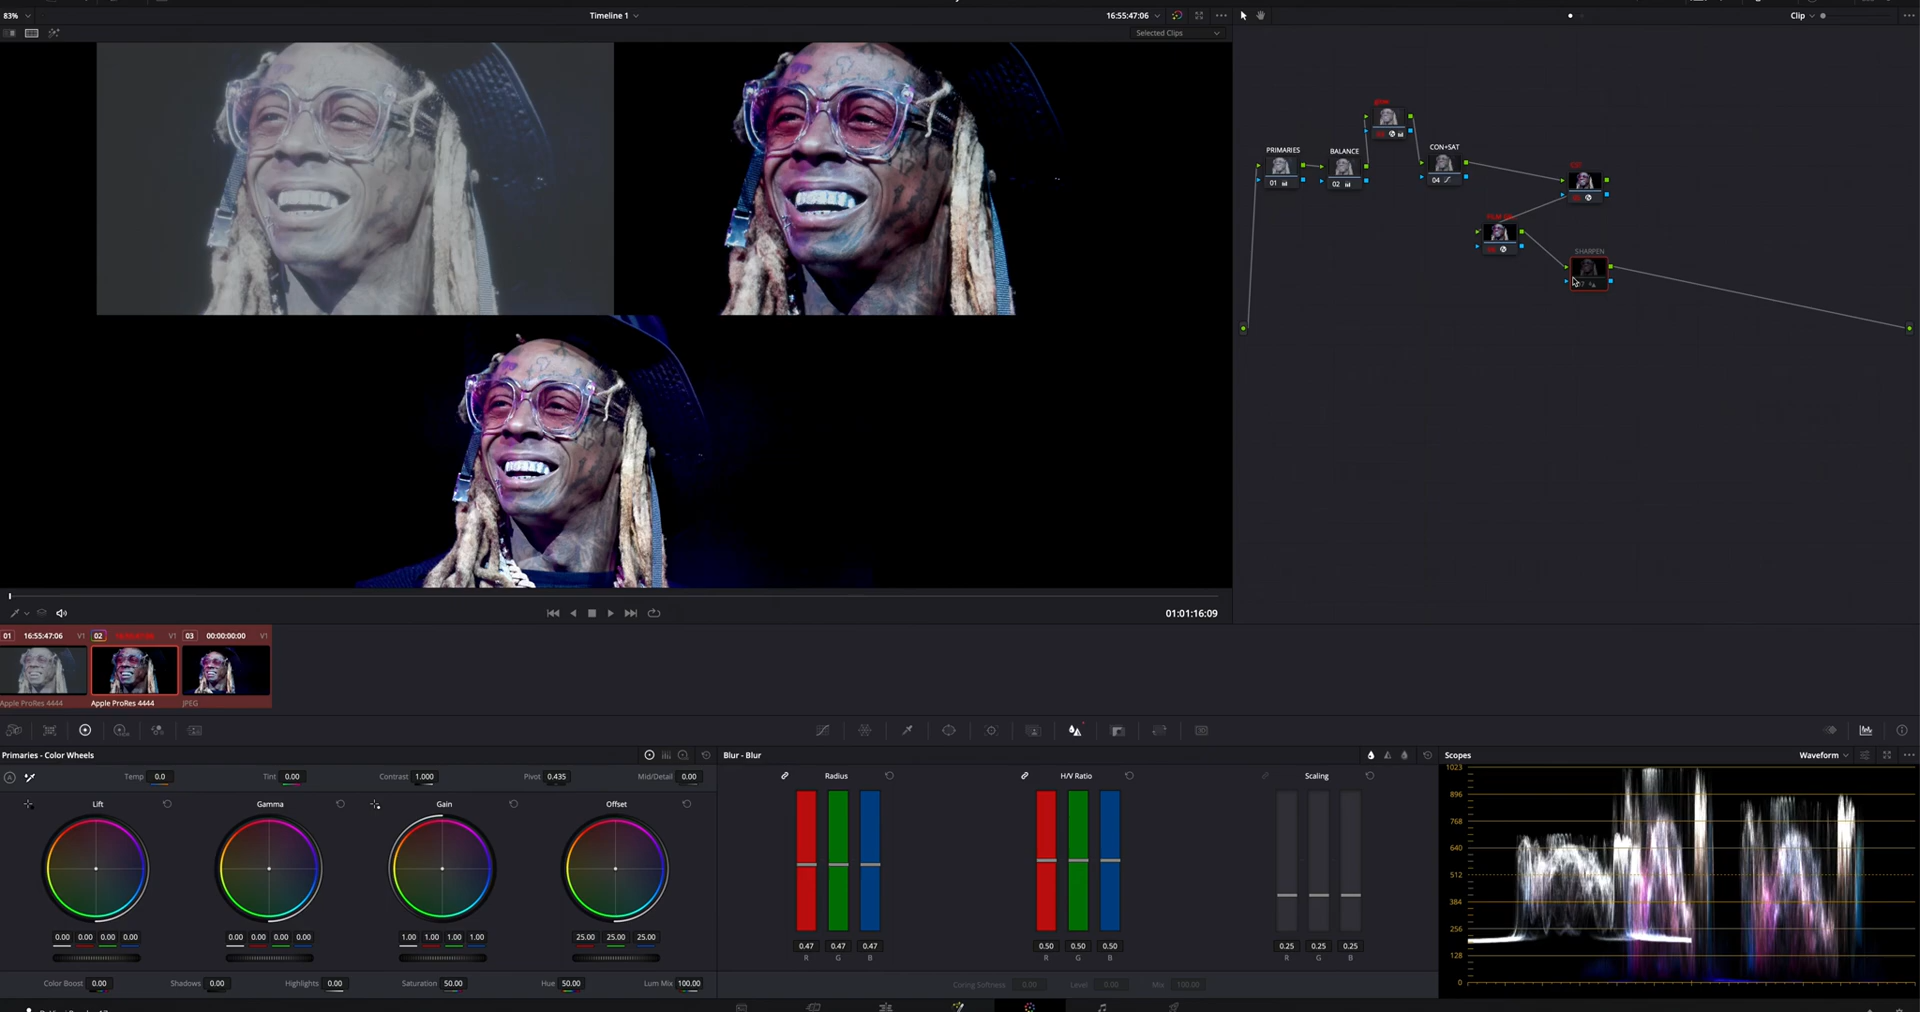 83%
Timeline 1
16:55:47:06
Clip
Selected Clips
PRIMARIES
BALANCE
CON+SAT
01
02
04
SHARPEN
01:01:16:09
01 16:55:47:06 V1
02 V1
03 00:00:00:00 V1
Apple ProRes 4444
Apple ProRes 4444
JPEG
Primaries - Color Wheels
Temp 0.0
Tint 0.00
Contrast 1.000
Pivot 0.435
Mid/Detail 0.00
Lift
Gamma
Gain
Offset
0.00 0.00 0.00 0.00
0.00 0.00 0.00 0.00
1.00 1.00 1.00 1.00
25.00 25.00 25.00
Color Boost 0.00
Shadows 0.00
Highlights 0.00
Saturation 50.00
Hue 50.00
Lum Mix 100.00
Blur - Blur
Radius
H/V Ratio
Scaling
0.47 0.47 0.47
R G B
0.50 0.50 0.50
R G B
0.25 0.25 0.25
R G B
Coring Softness 0.00
Level 0.00
Mix 100.00
Scopes
Waveform
1023
896
768
640
512
384
256
128
0